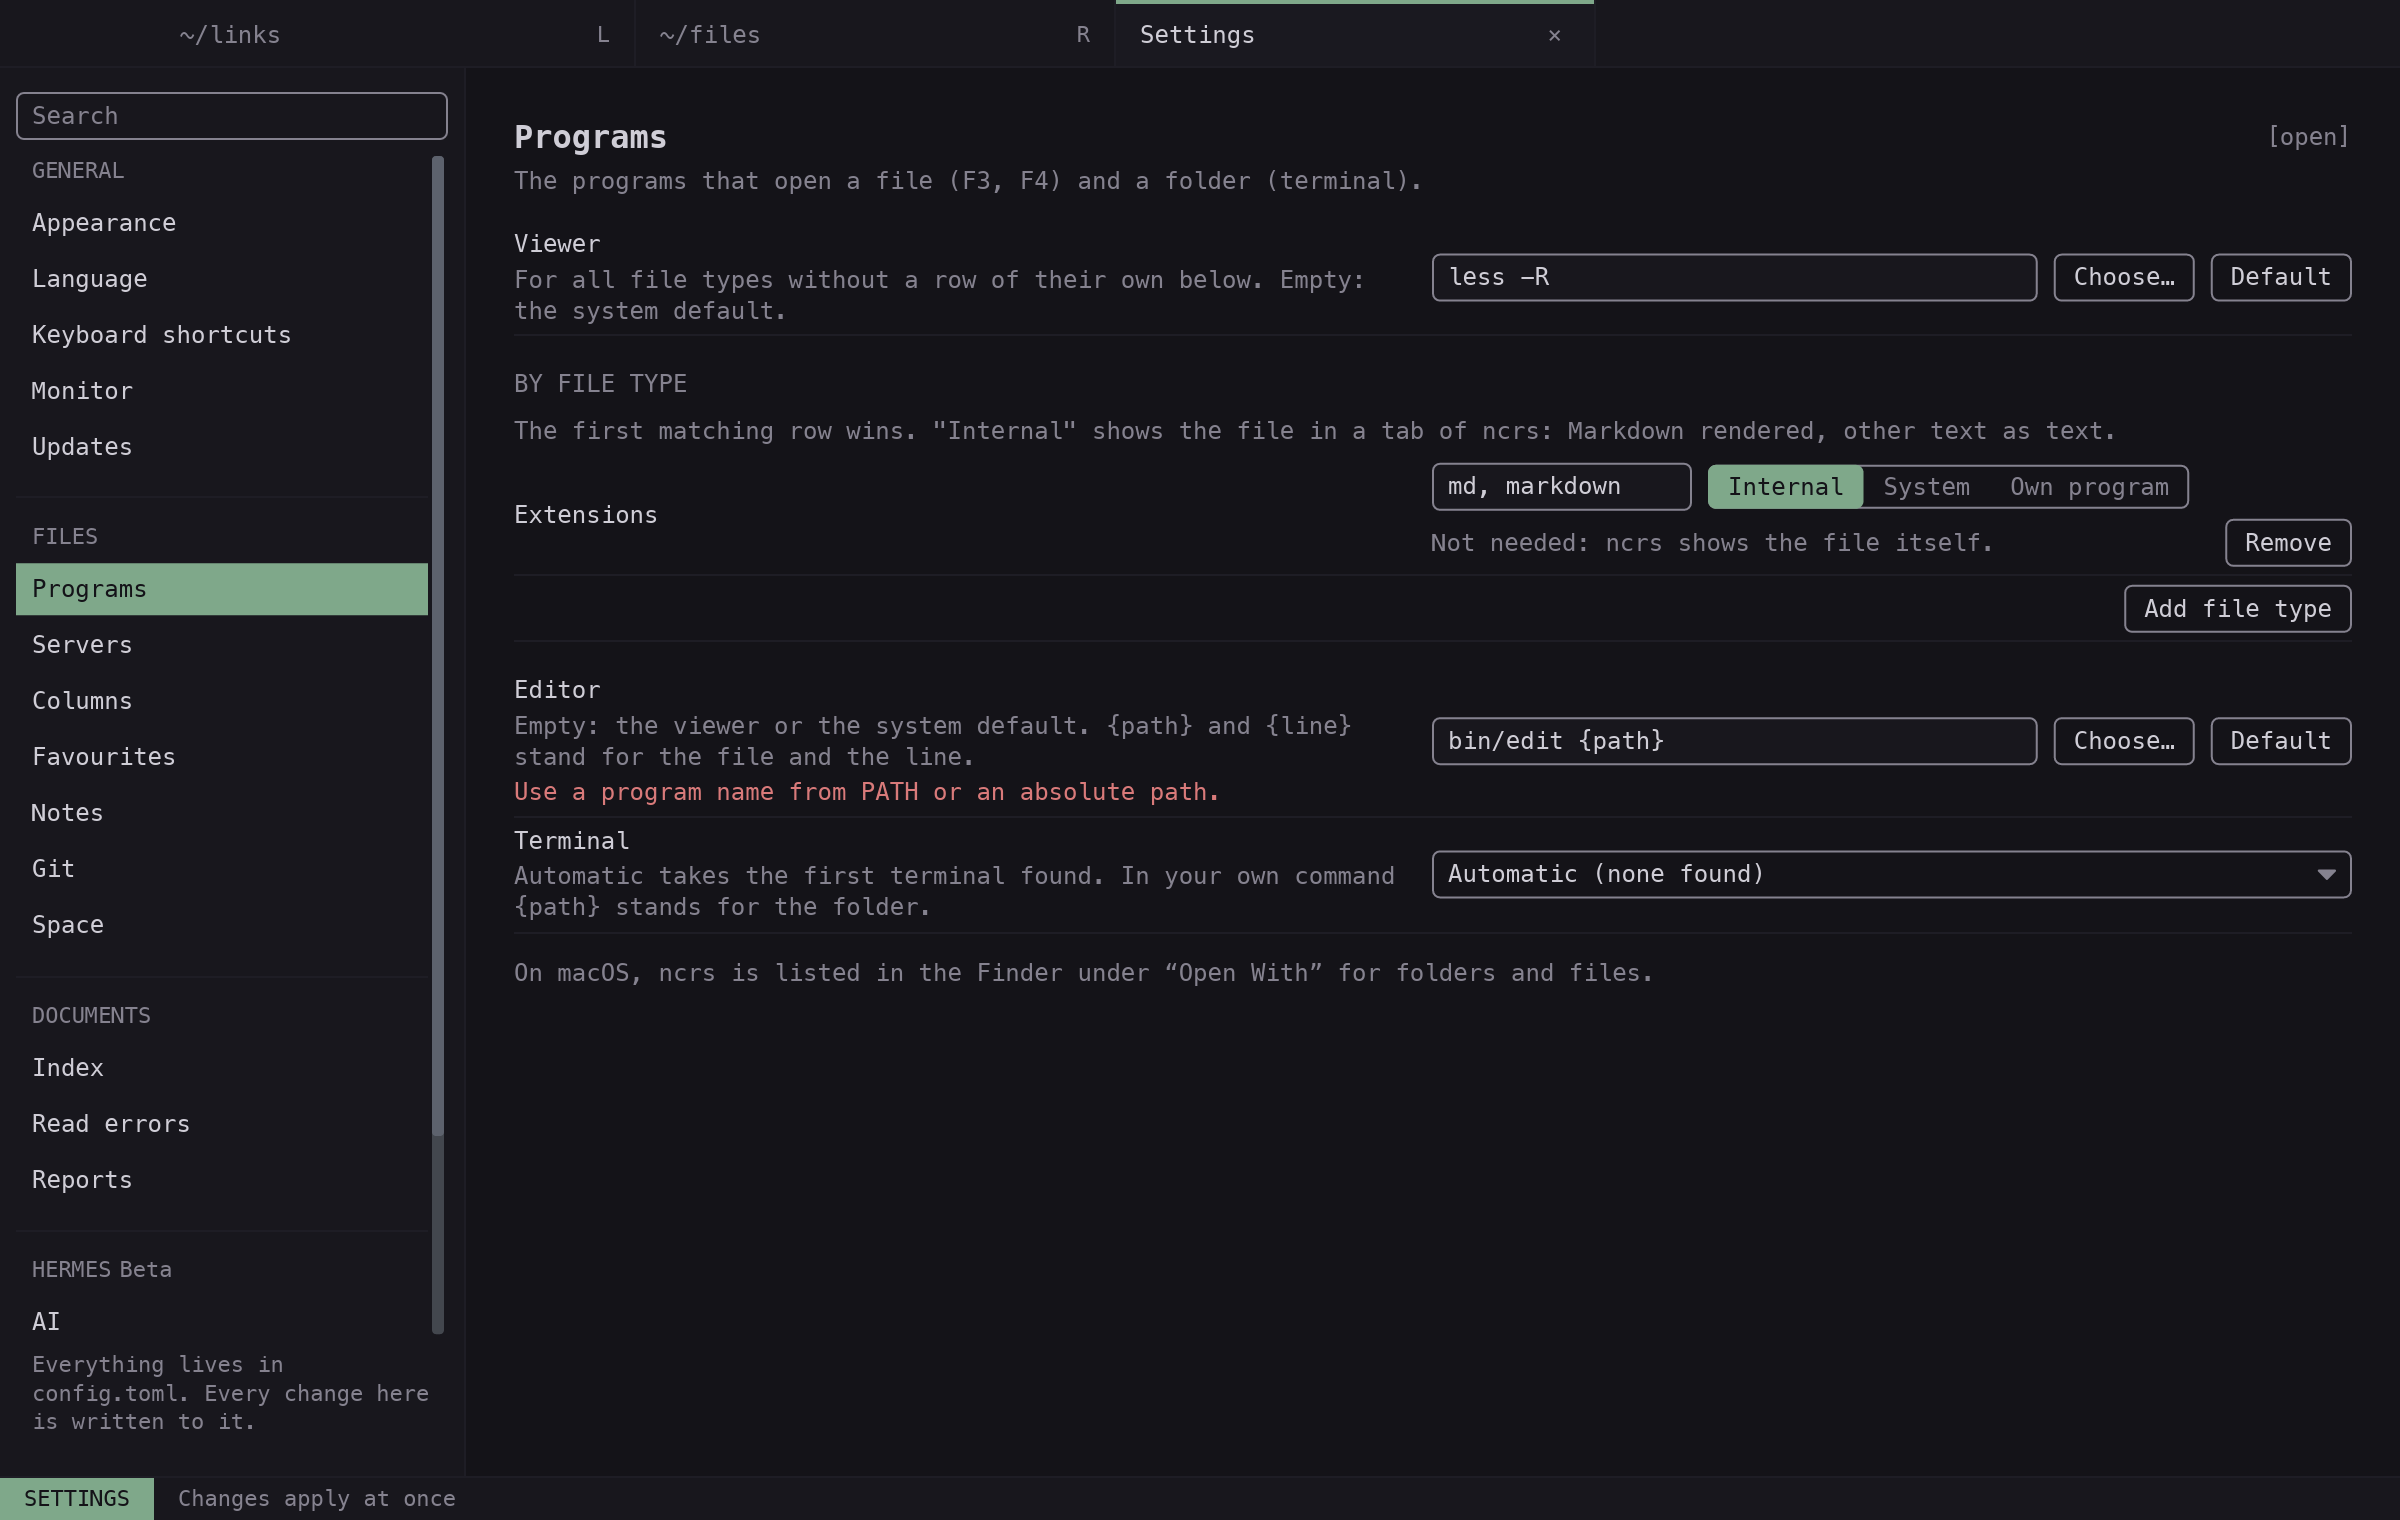 ~/links L ~/files R Settings ×
Search
GENERAL
Appearance
Language
Keyboard shortcuts
Monitor
Updates
FILES
Programs
Servers
Columns
Favourites
Notes
Git
Space
DOCUMENTS
Index
Read errors
Reports
HERMES Beta
AI
Everything lives in
config.toml. Every change here
is written to it.
Programs [open]
The programs that open a file (F3, F4) and a folder (terminal).
Viewer
For all file types without a row of their own below. Empty:
the system default.
less -R Choose… Default
BY FILE TYPE
The first matching row wins. "Internal" shows the file in a tab of ncrs: Markdown rendered, other text as text.
Extensions
md, markdown Internal System Own program
Not needed: ncrs shows the file itself. Remove
Add file type
Editor
Empty: the viewer or the system default. {path} and {line}
stand for the file and the line.
Use a program name from PATH or an absolute path.
bin/edit {path} Choose… Default
Terminal
Automatic takes the first terminal found. In your own command
{path} stands for the folder.
Automatic (none found)
On macOS, ncrs is listed in the Finder under “Open With” for folders and files.
SETTINGS Changes apply at once